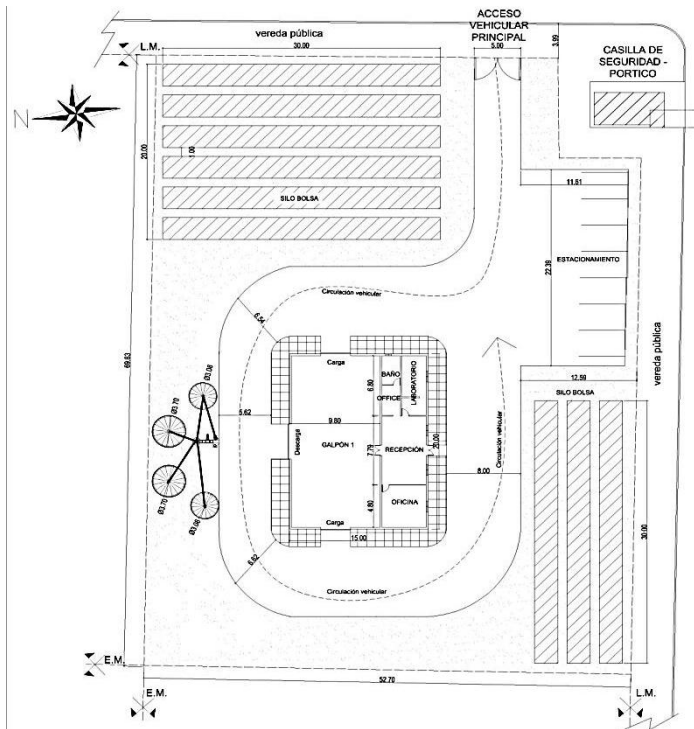 vereda pública
30.00
ACCESO
VEHICULAR
PRINCIPAL
5.00
3.99
L.M.
CASILLA DE
SEGURIDAD -
PORTICO
N
20.00
1.00
SILO BOLSA
11.51
ESTACIONAMIENTO
22.39
Circulación vehicular
6.54
69.83
vereda pública
Carga
BAÑO
LABORATORIO
6.80
OFFICE
12.59
SILO BOLSA
Ø3.06
Ø3.70
5.62
9.80
Descarga
GALPÓN 1
7.79
RECEPCIÓN
20.00
Circulación vehicular
8.00
Ø3.70
Ø3.06
4.80
OFICINA
Carga
15.00
30.00
6.62
Circulación vehicular
E.M.
52.70
E.M.
L.M.